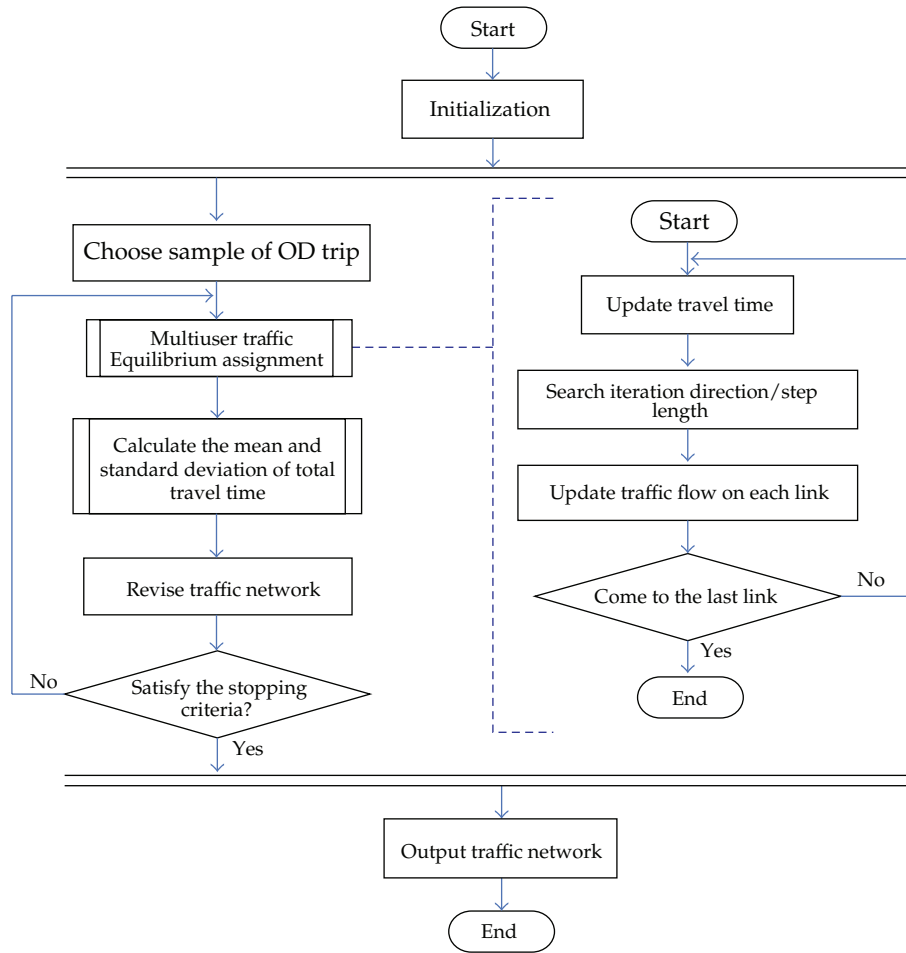 Start
Initialization
Choose sample of OD trip
Multiuser traffic
Equilibrium assignment
Calculate the mean and
standard deviation of total
travel time
Revise traffic network
No
Satisfy the stopping
criteria?
Yes
Start
Update travel time
Search iteration direction/step
length
Update traffic flow on each link
Come to the last link
No
Yes
End
Output traffic network
End